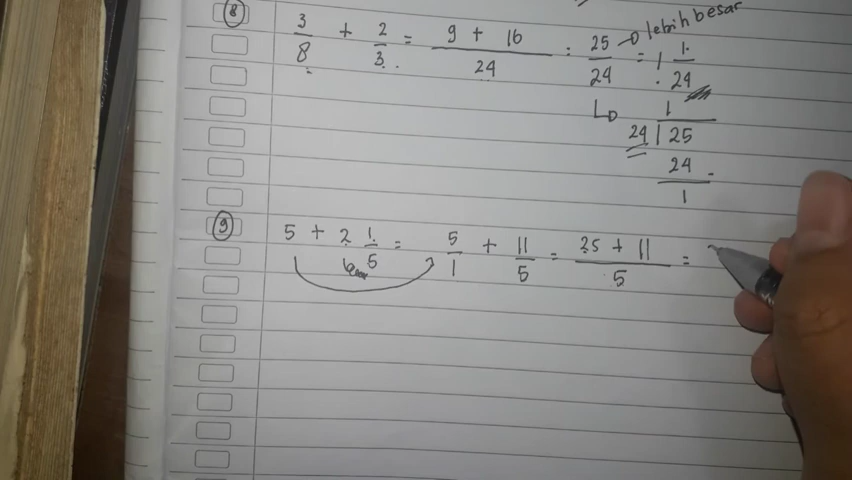 8 3/8 + 2/3 = 9 + 16 / 24 = 25/24 → lebih besar = 1 1/24
↳ 1
24 | 25
24 -
1
9 5 + 2 1/5 = 5/1 + 11/5 = 25 + 11 / 5 =